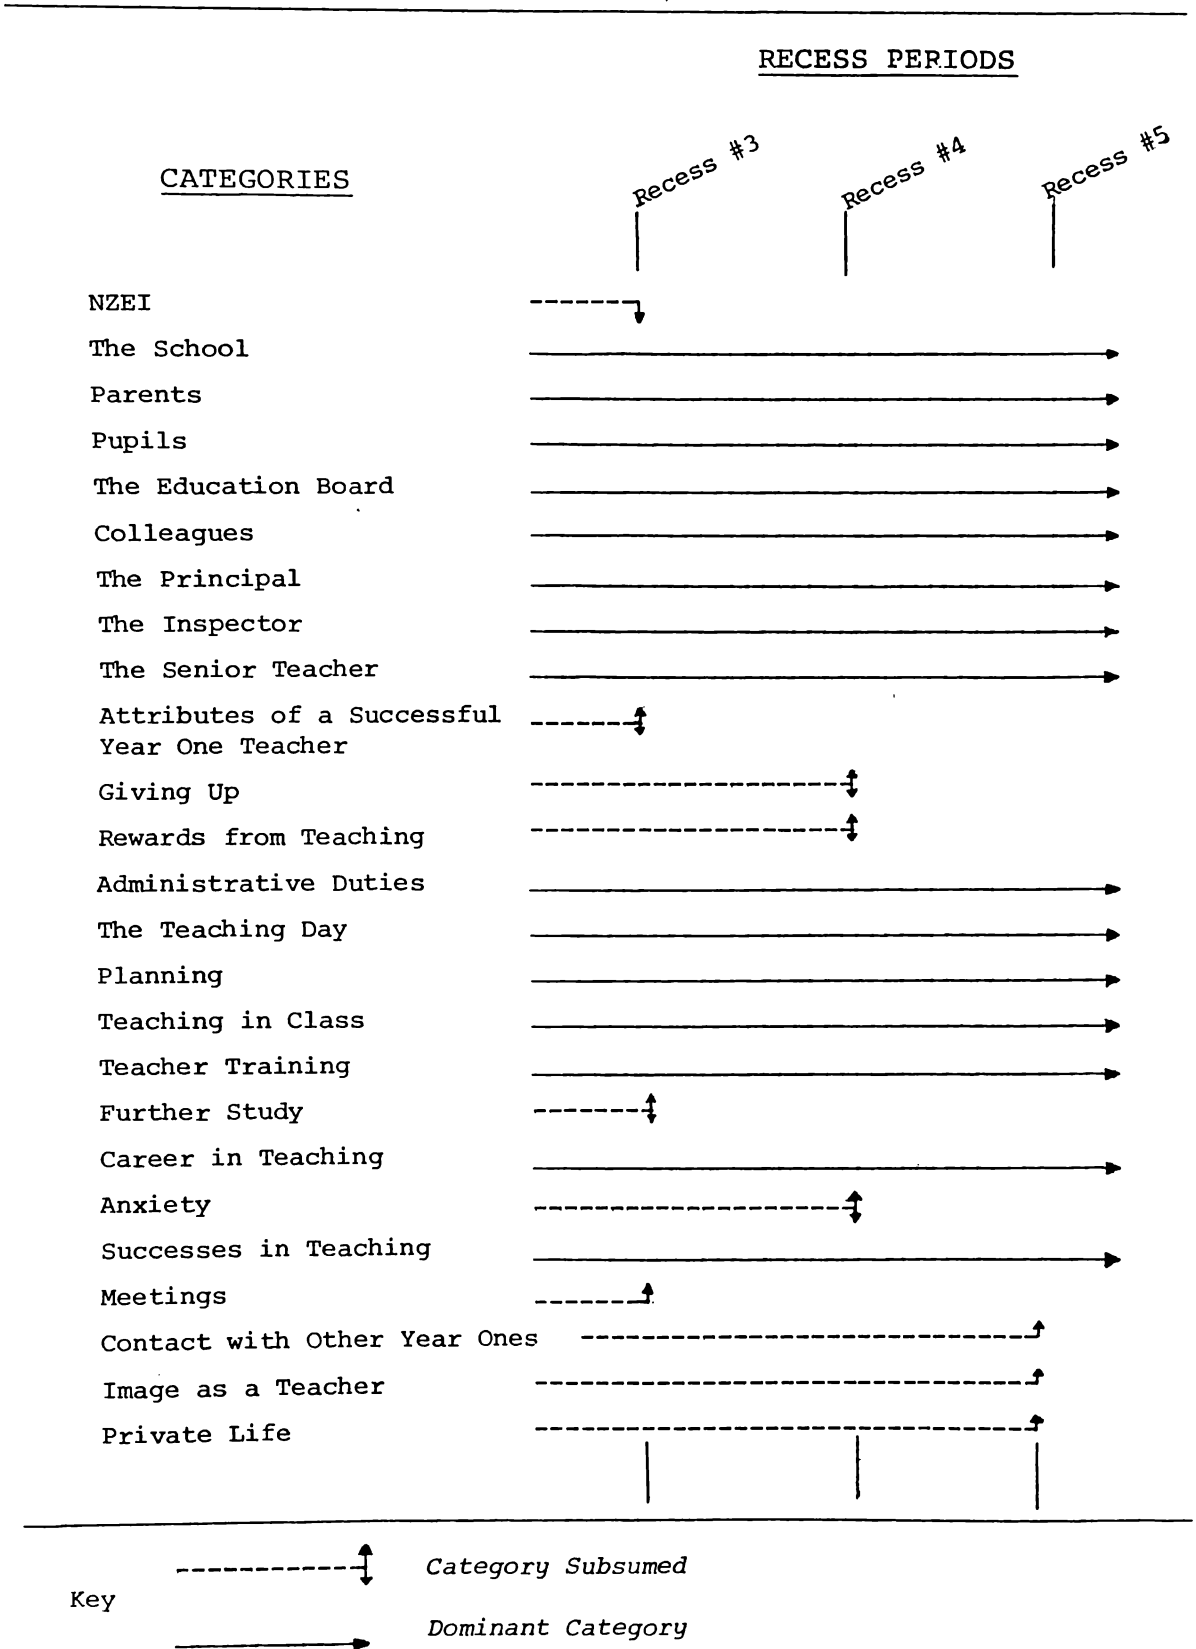 RECESS PERIODS
CATEGORIES
Recess #3
Recess #4
Recess #5
NZEI
The School
Parents
Pupils
The Education Board
Colleagues
The Principal
The Inspector
The Senior Teacher
Attributes of a Successful
Year One Teacher
Giving Up
Rewards from Teaching
Administrative Duties
The Teaching Day
Planning
Teaching in Class
Teacher Training
Further Study
Career in Teaching
Anxiety
Successes in Teaching
Meetings
Contact with Other Year Ones
Image as a Teacher
Private Life
Category Subsumed
Key
Dominant Category